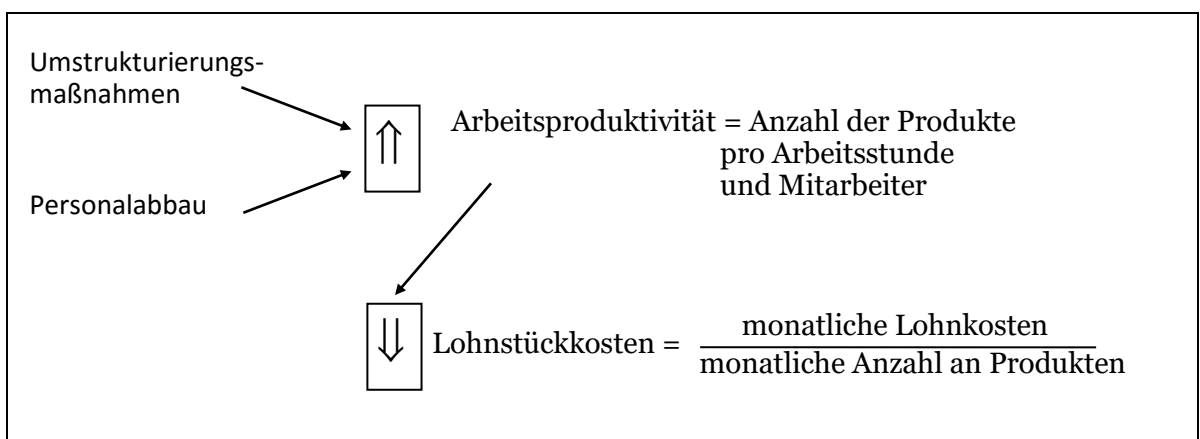 Umstrukturierungs-
maßnahmen
⇑
Arbeitsproduktivität = Anzahl der Produkte
pro Arbeitsstunde
und Mitarbeiter
Personalabbau
⇓
Lohnstückkosten =
monatliche Lohnkosten
monatliche Anzahl an Produkten